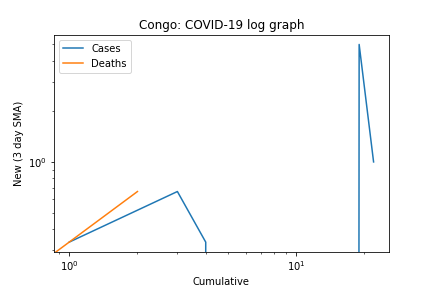 Congo: COVID-19 log graph
Cases
Deaths
New (3 day SMA)
10⁰
10⁰
10¹
Cumulative